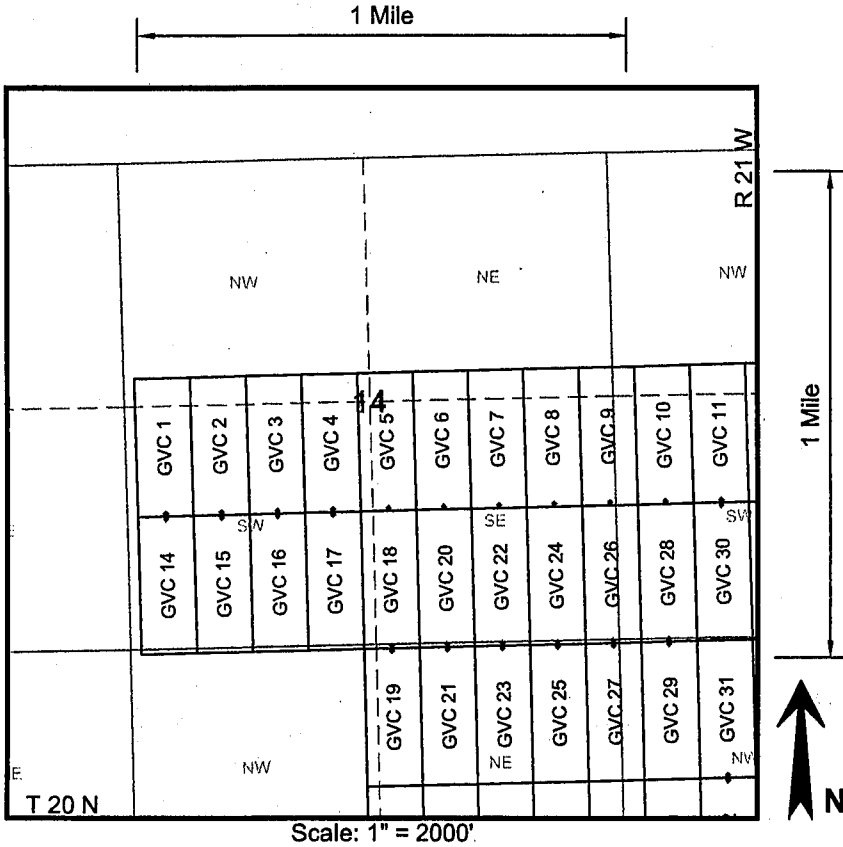 1 Mile
R 21 W
NW
NE
NW
1 Mile
14
GVC 1
GVC 2
GVC 3
GVC 4
GVC 5
GVC 6
GVC 7
GVC 8
GVC 9
GVC 10
GVC 11
E
SW
SE
SW
GVC 14
GVC 15
GVC 16
GVC 17
GVC 18
GVC 20
GVC 22
GVC 24
GVC 26
GVC 28
GVC 30
GVC 19
GVC 21
GVC 23
GVC 25
GVC 27
GVC 29
GVC 31
E
NW
NE
NW
T 20 N
N
Scale: 1" = 2000'